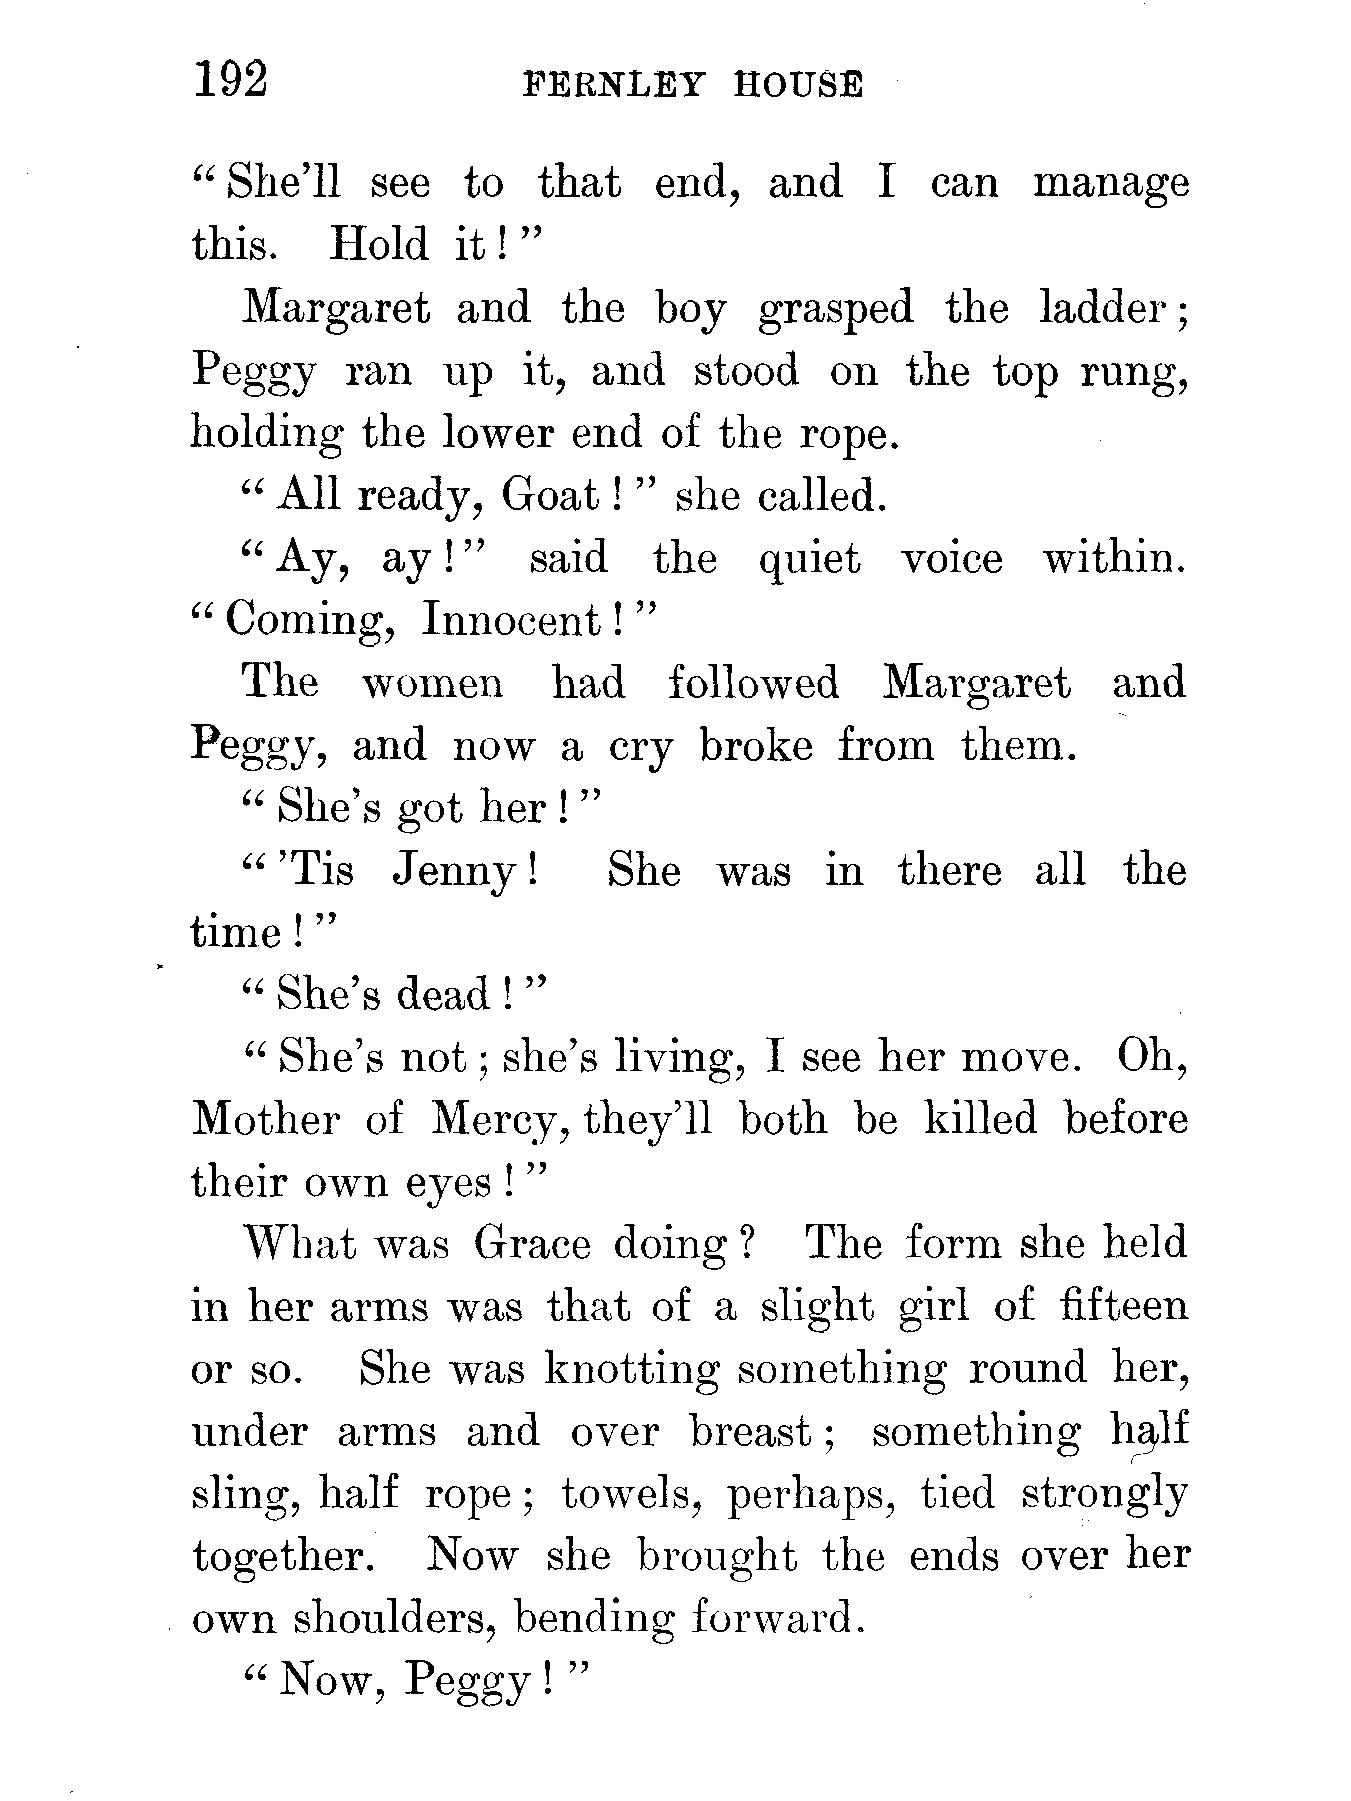 192 FERNLEY HOUSE
“She’ll see to that end, and I can manage
this. Hold it!”
Margaret and the boy grasped the ladder;
Peggy ran up it, and stood on the top rung,
holding the lower end of the rope.
“All ready, Goat!” she called.
“Ay, ay!” said the quiet voice within.
“Coming, Innocent!”
The women had followed Margaret and
Peggy, and now a cry broke from them.
“She’s got her!”
“’Tis Jenny! She was in there all the
time!”
“She’s dead!”
“She’s not; she’s living, I see her move. Oh,
Mother of Mercy, they’ll both be killed before
their own eyes!”
What was Grace doing? The form she held
in her arms was that of a slight girl of fifteen
or so. She was knotting something round her,
under arms and over breast; something half
sling, half rope; towels, perhaps, tied strongly
together. Now she brought the ends over her
own shoulders, bending forward.
“Now, Peggy!”